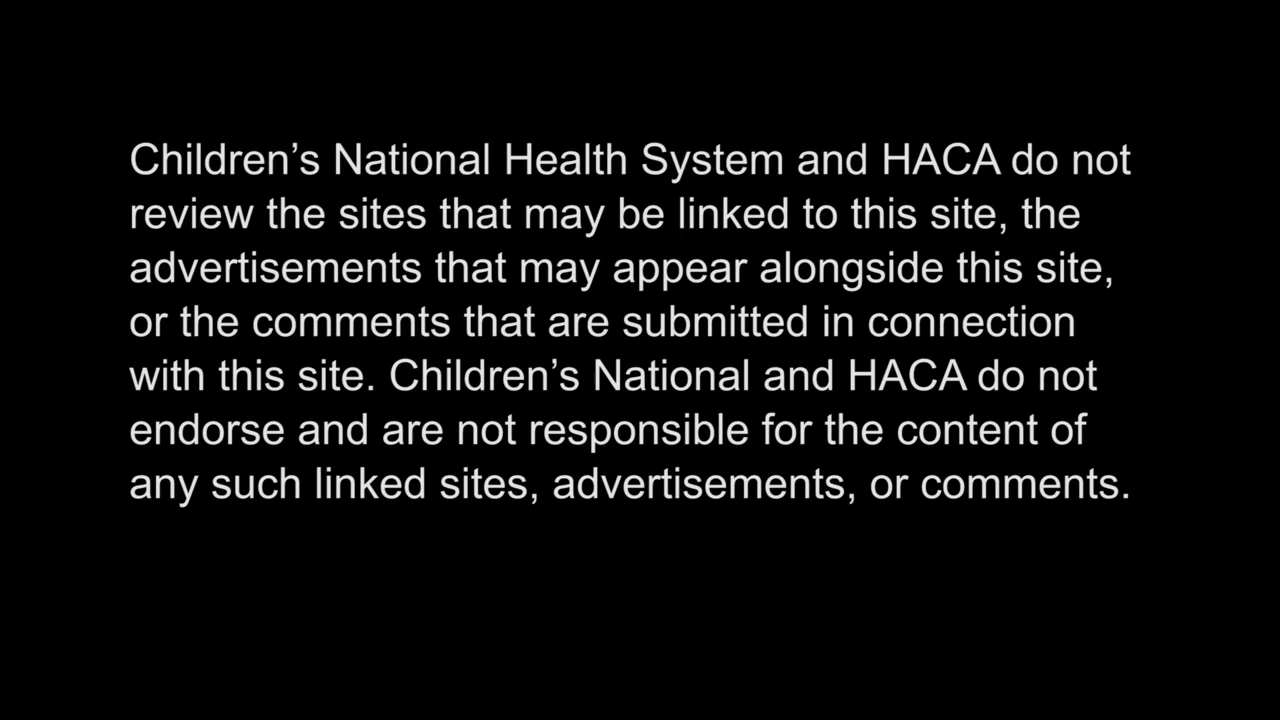 Children’s National Health System and HACA do not
review the sites that may be linked to this site, the
advertisements that may appear alongside this site,
or the comments that are submitted in connection
with this site. Children’s National and HACA do not
endorse and are not responsible for the content of
any such linked sites, advertisements, or comments.